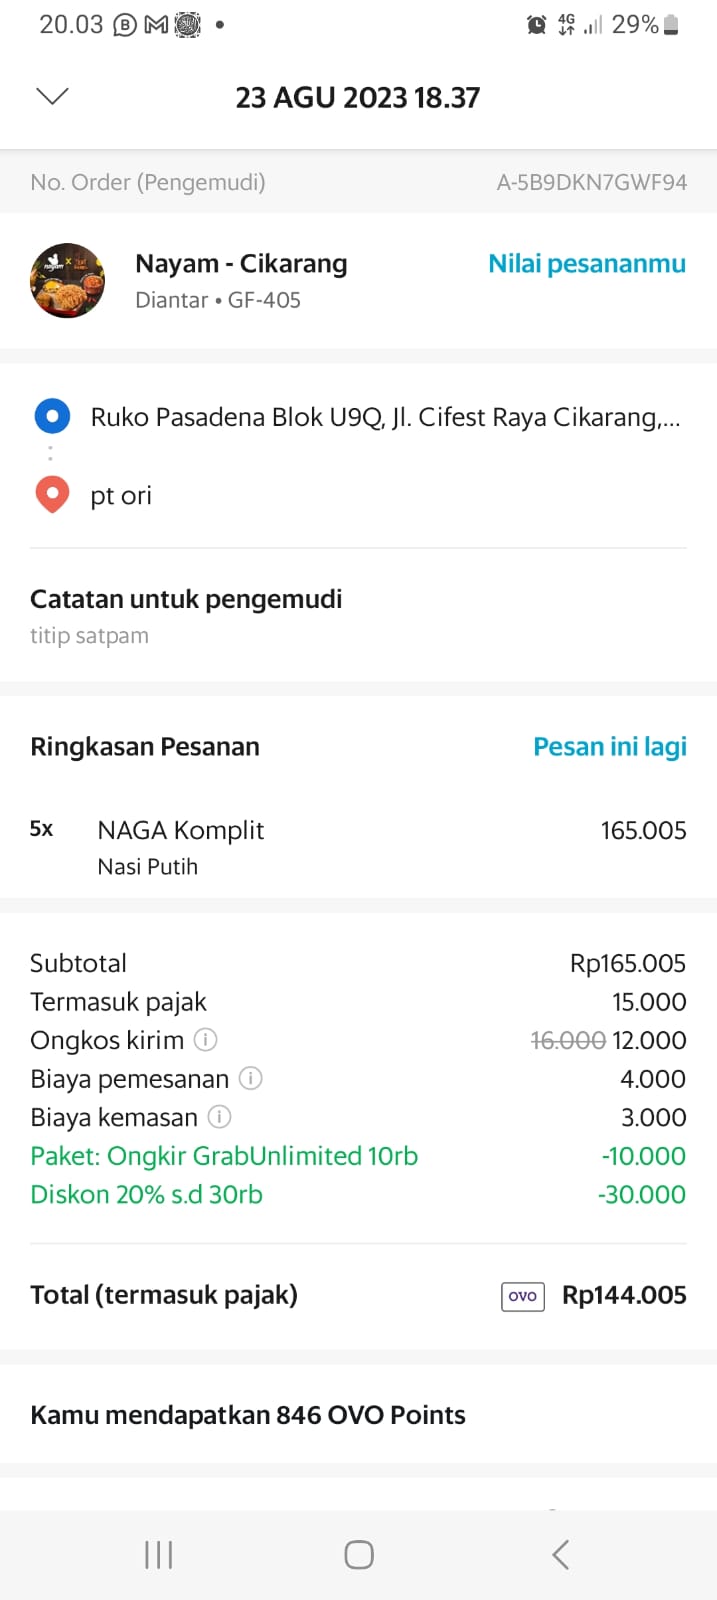 20.03
4G
29%
23 AGU 2023 18.37
No. Order (Pengemudi) A-5B9DKN7GWF94
Nayam - Cikarang Nilai pesananmu
Diantar • GF-405
Ruko Pasadena Blok U9Q, Jl. Cifest Raya Cikarang,...
pt ori
Catatan untuk pengemudi
titip satpam
Ringkasan Pesanan Pesan ini lagi
5x NAGA Komplit 165.005
Nasi Putih
Subtotal Rp165.005
Termasuk pajak 15.000
Ongkos kirim 16.000 12.000
Biaya pemesanan 4.000
Biaya kemasan 3.000
Paket: Ongkir GrabUnlimited 10rb -10.000
Diskon 20% s.d 30rb -30.000
Total (termasuk pajak) OVO Rp144.005
Kamu mendapatkan 846 OVO Points